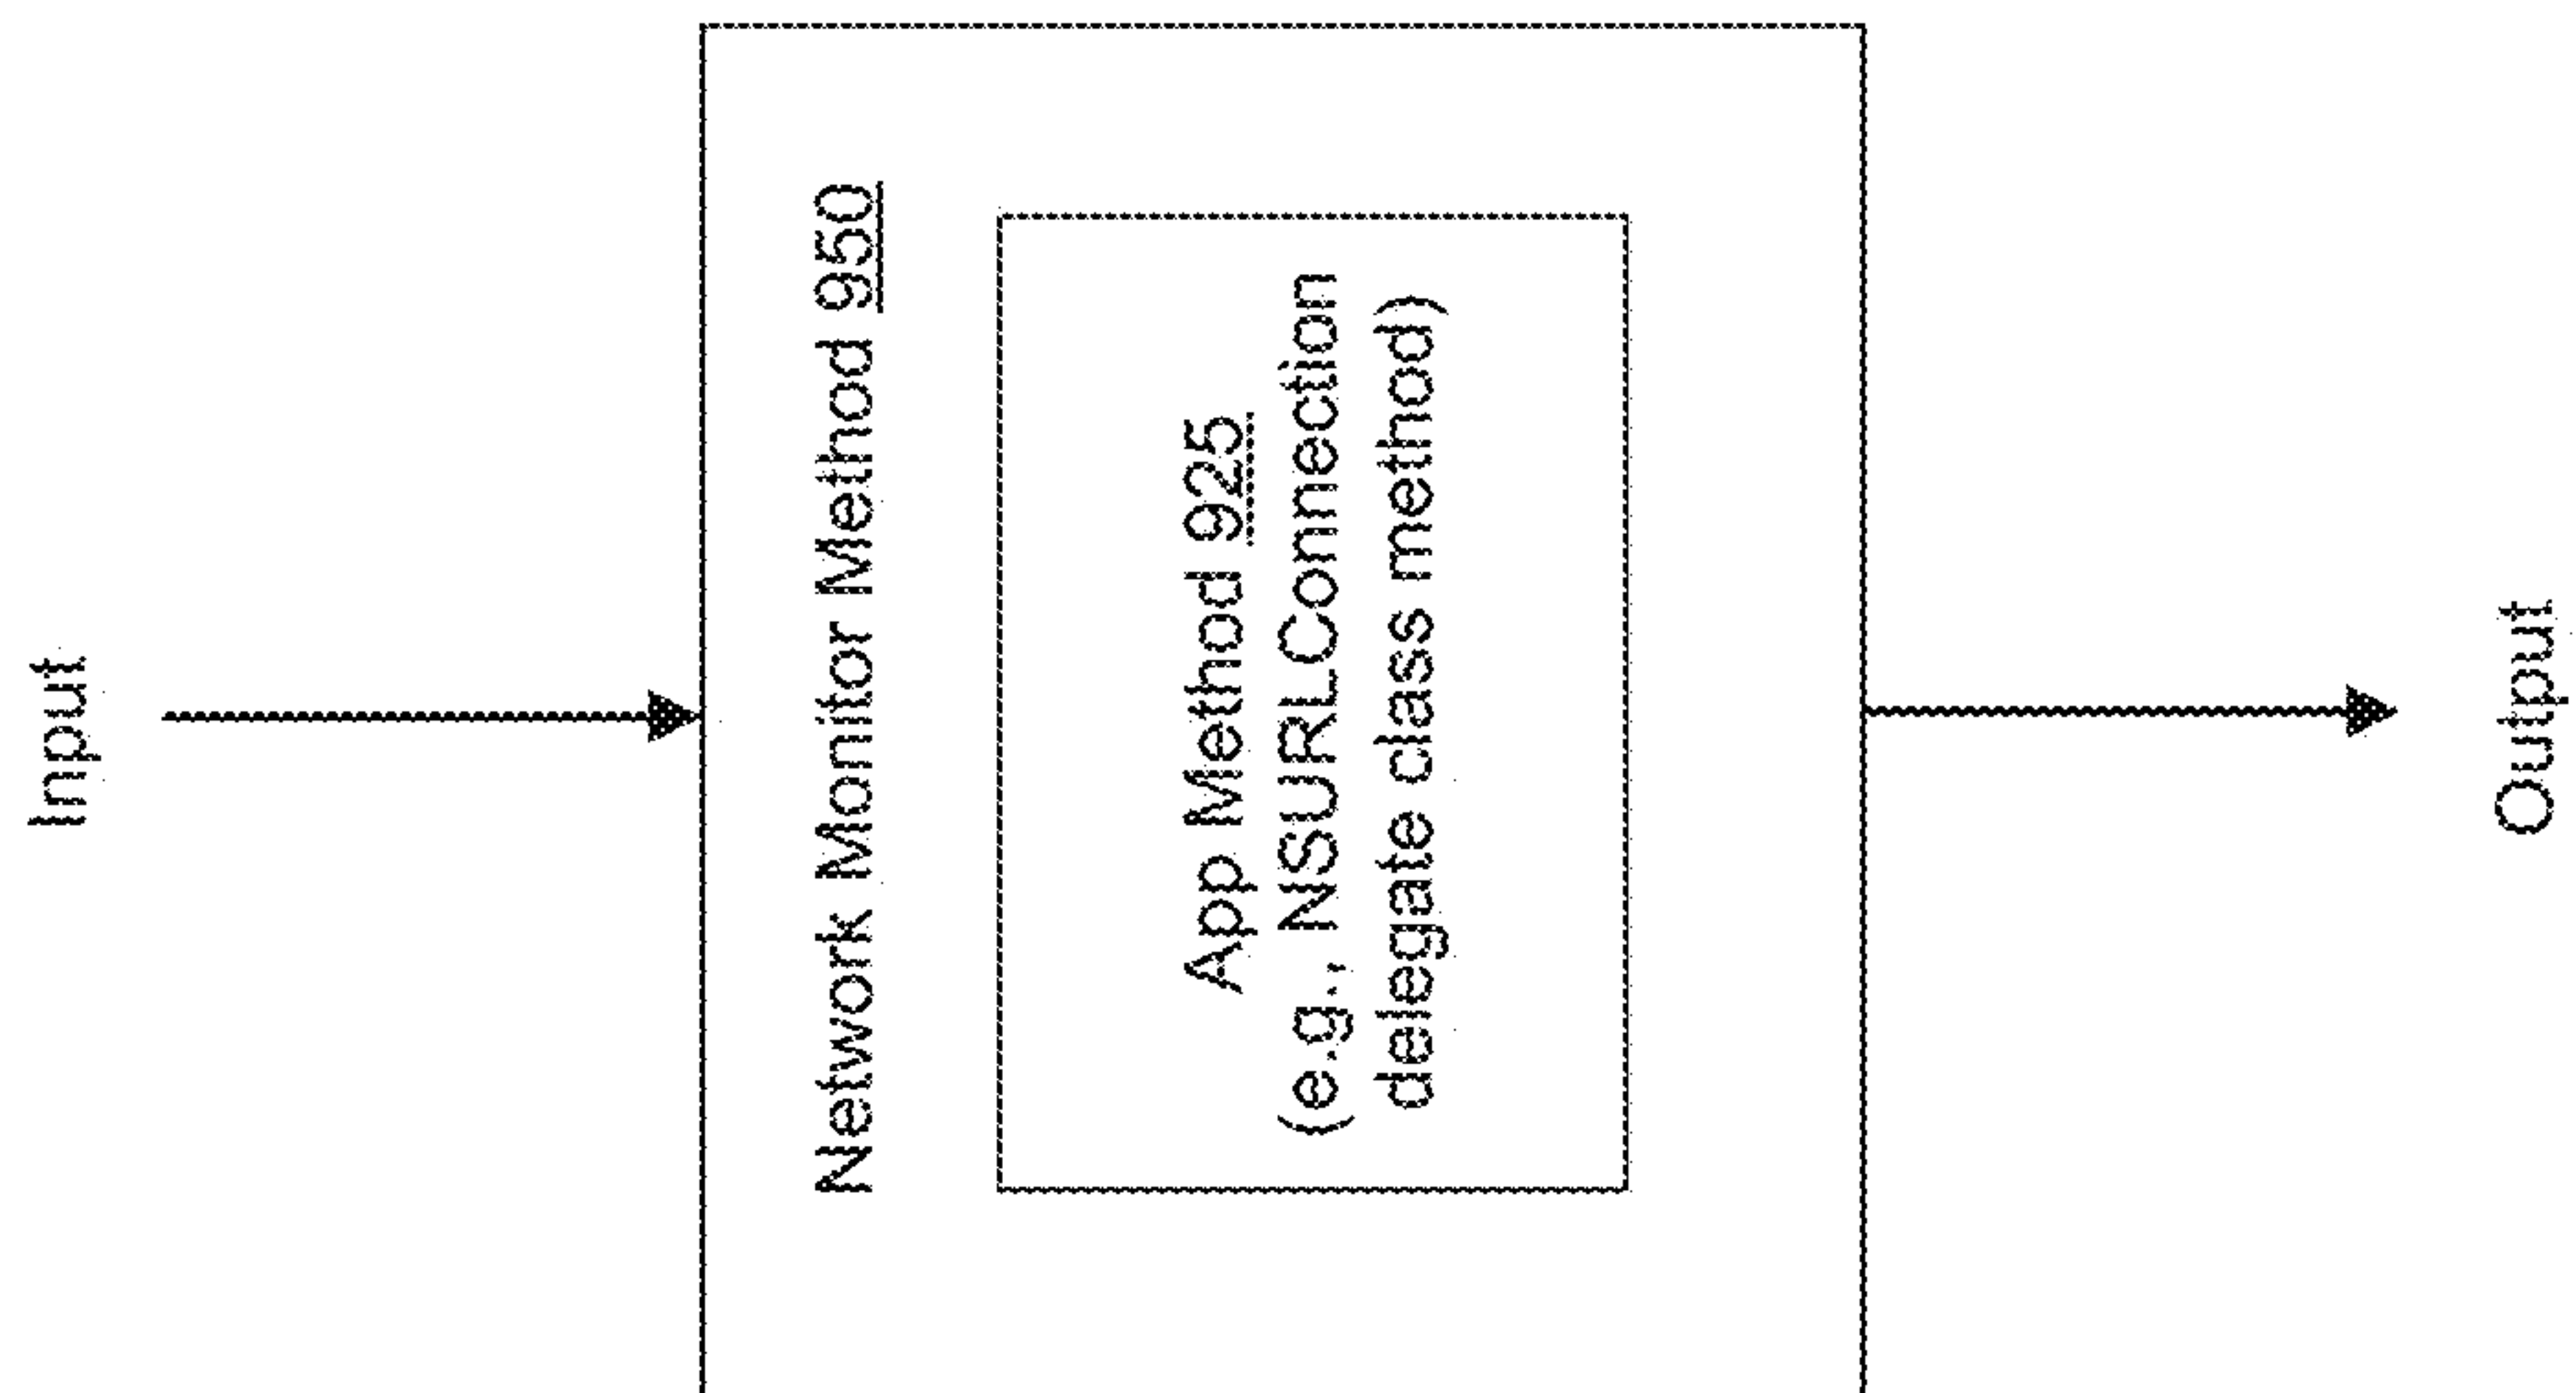 Input
Network Monitor Method 950
App Method 925
(e.g., NSURLConnection
delegate class method)
Output